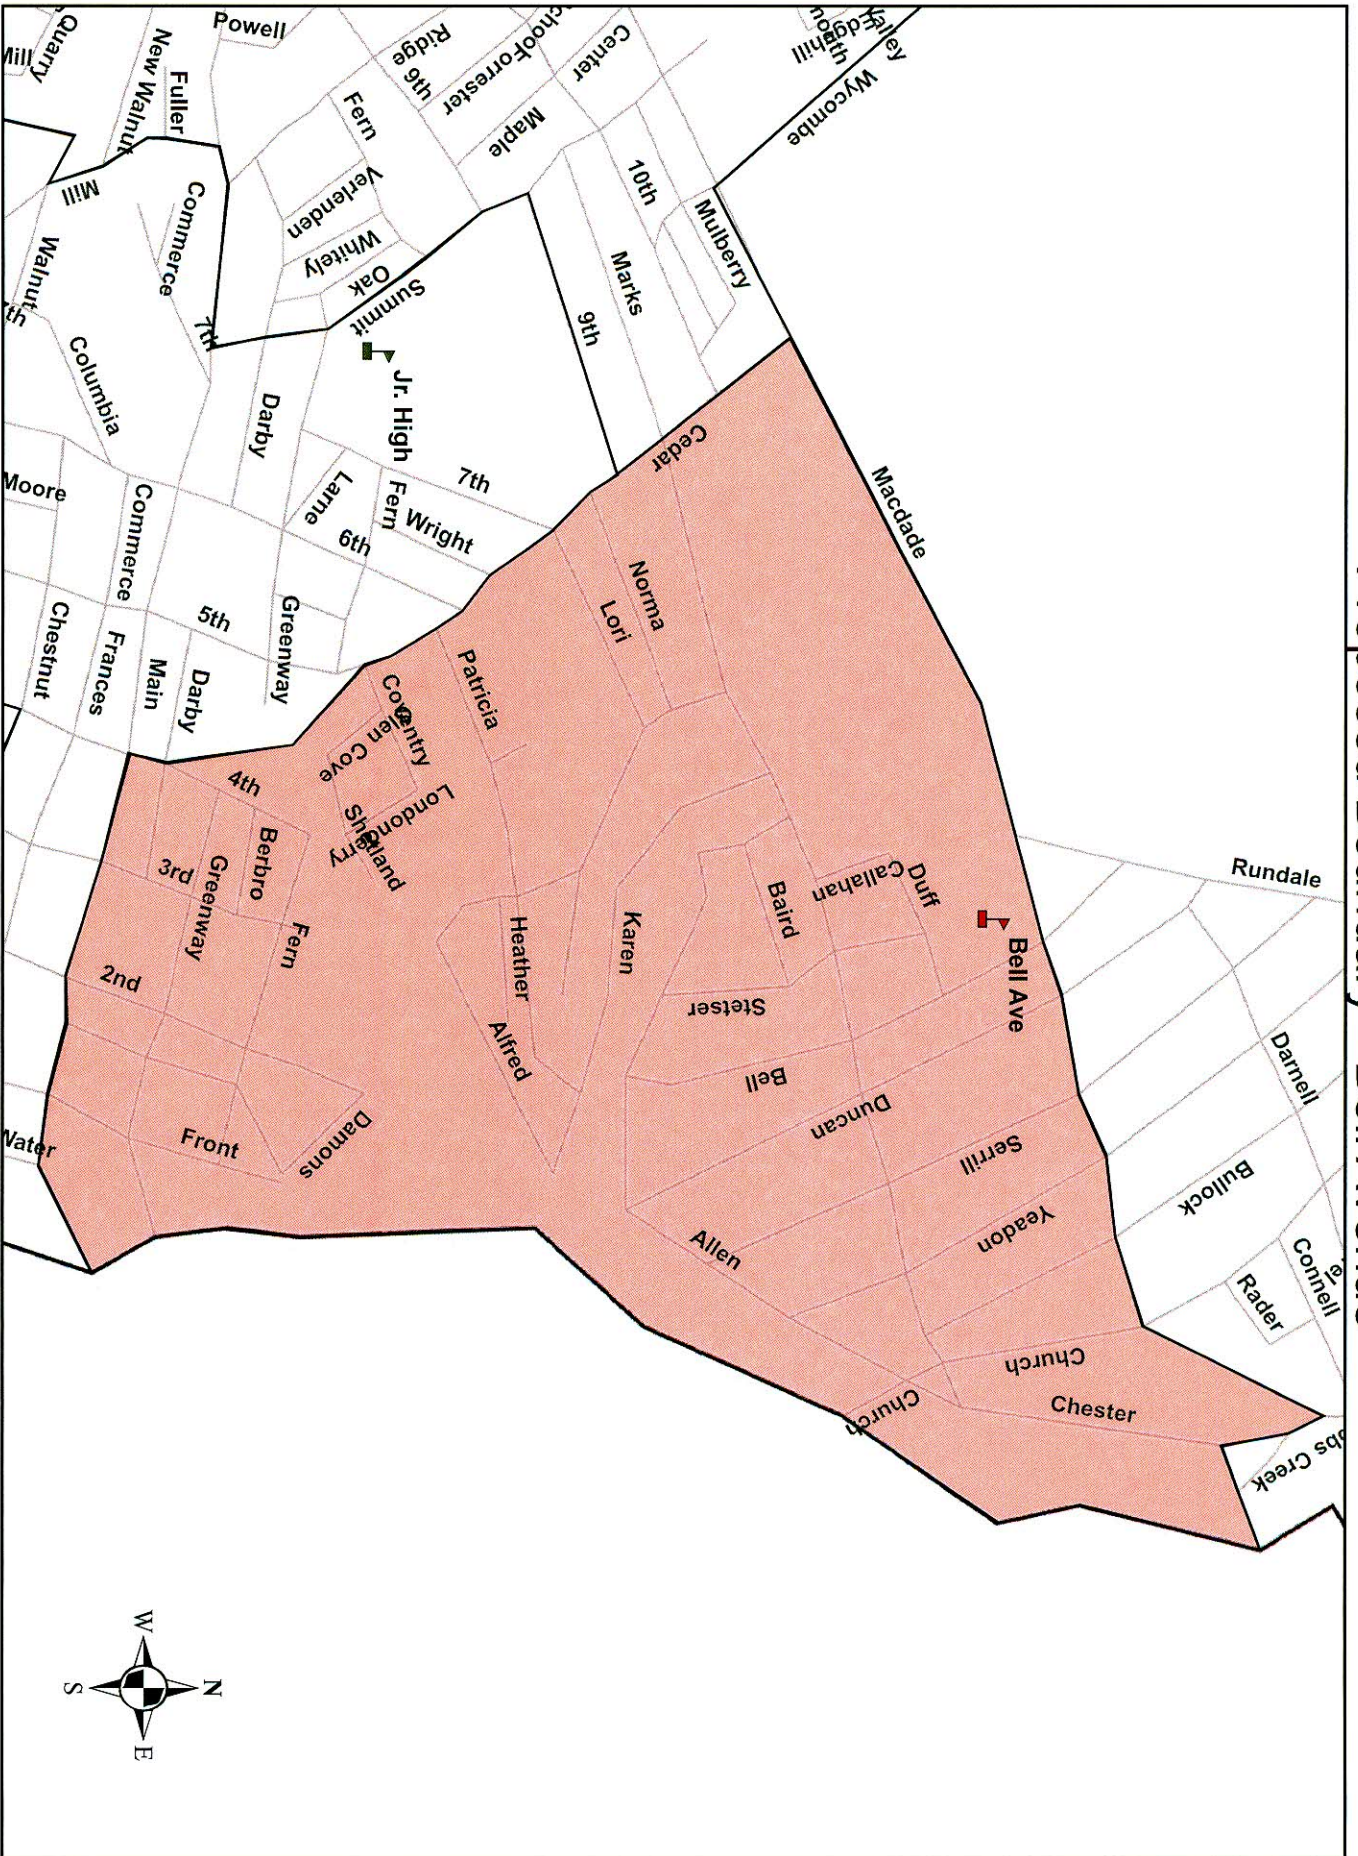 Quarry
Powell
New Walnut
Fuller
Ridge
6th
Forrester
Center
Maple
Fern
Verlenden
Whitely
Oak
Summit
Mill
Commerce
Walnut
7th
Columbia
Darby
Jr. High
9th
10th
Marks
Mulberry
Wycombe
Valley
Macdade
Cedar
7th
Larne
Fern
Wright
6th
Moore
Commerce
5th
Greenway
Chestnut
Frances
Main
Darby
Norma
Lori
Patricia
Coventry
Londonderry
Shetland
4th
3rd
Berbro
Greenway
Fern
2nd
Heather
Karen
Alfred
Baird
Callahan
Duff
Bell Ave
Stetser
Bell
Duncan
Serrill
Yeadon
Allen
Front
Damons
Rundale
Darnell
Bullock
Connell
Rader
Church
Church
Chester
Creek
N
S
E
W